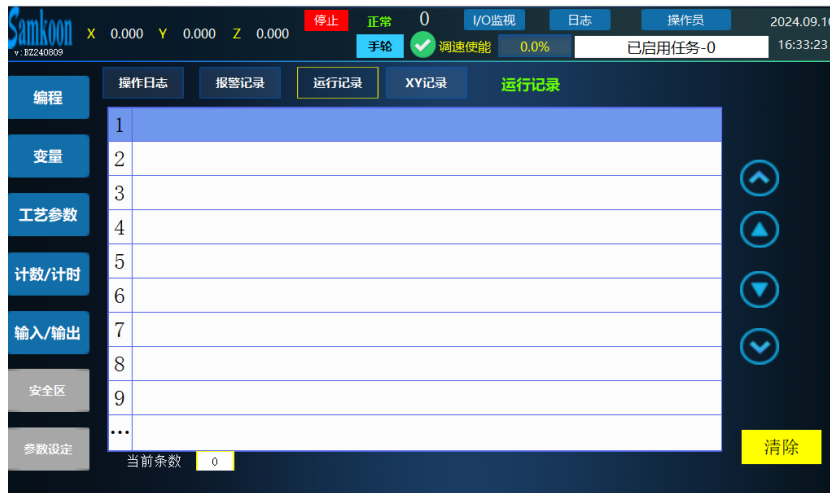 Samkoon X 0.000 Y 0.000 Z 0.000 停止 正常 0 I/O监视 日志 操作员 2024.09.10
v:BZ240809 手轮 调速使能 0.0% 已启用任务-0 16:33:23
操作日志 报警记录 运行记录 XY记录 运行记录
编程
变量
工艺参数
计数/计时
输入/输出
安全区
参数设定
1
2
3
4
5
6
7
8
9
...
当前条数 0
清除